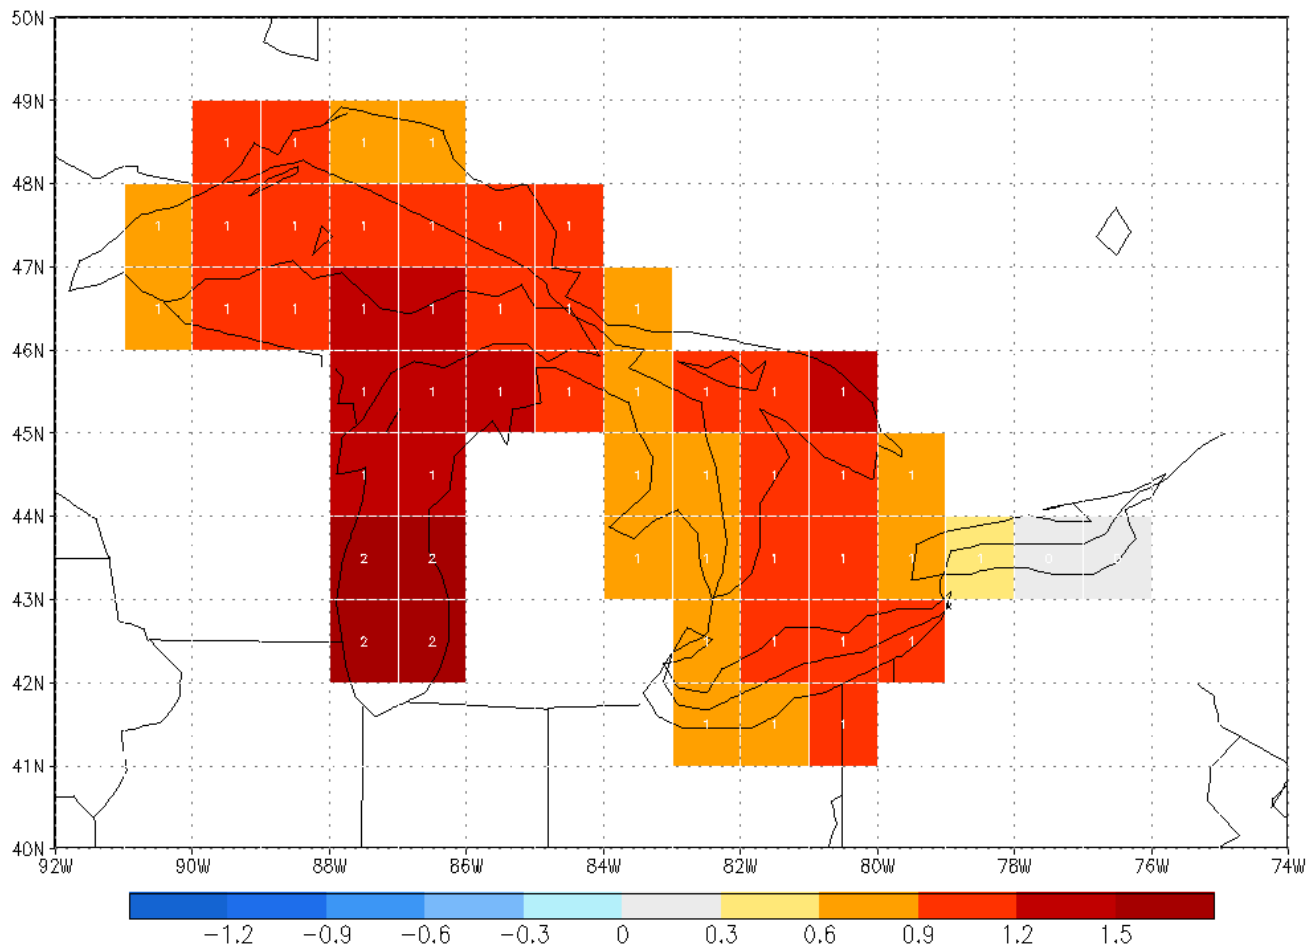 50N
49N
1 1 1 1
48N
1 1 1 1 1 1 1
47N
1 1 1 1 1 1 1 1
46N
1 1 1 1 1 1 1 1
45N
1 1 1 1 1 1 1
44N
2 2 1 1 1 1 1 1 0 0
43N
2 2 1 1 1 1
42N
1 1 1
41N
40N
92W 90W 88W 86W 84W 82W 80W 78W 76W 74W
-1.2 -0.9 -0.6 -0.3 0 0.3 0.6 0.9 1.2 1.5